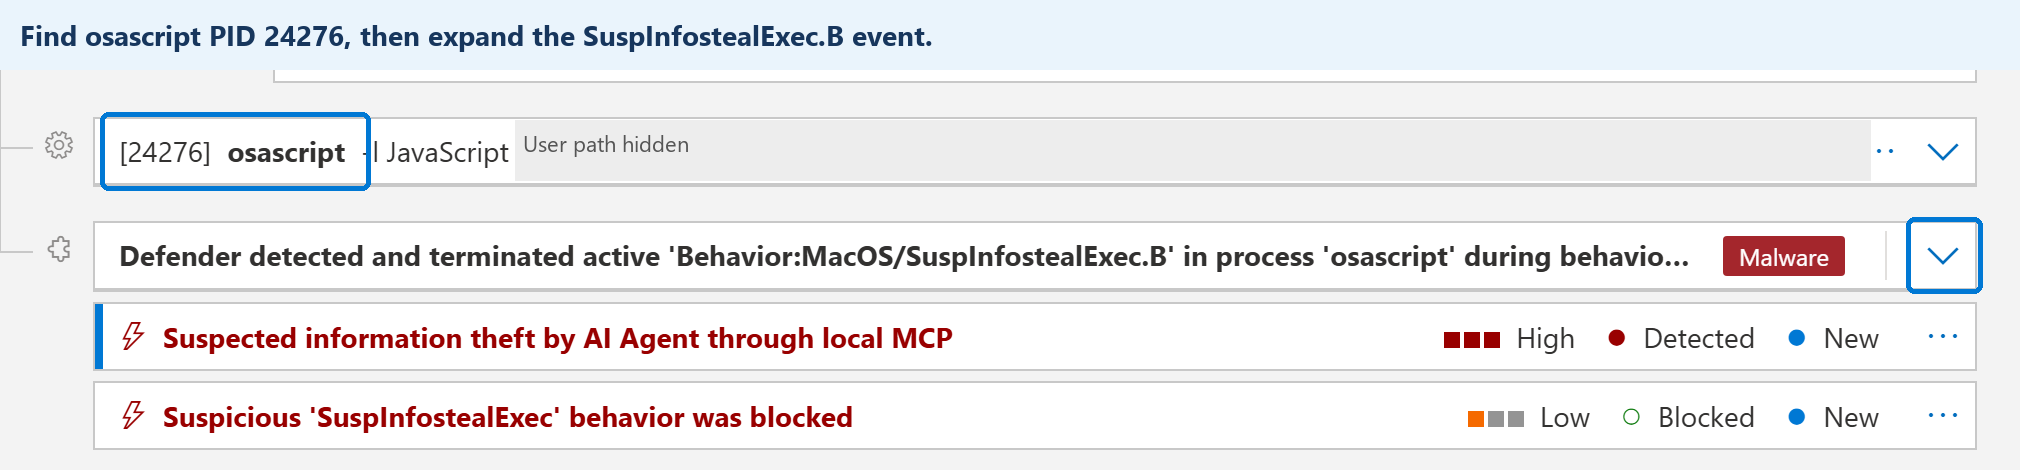 Find osascript PID 24276, then expand the SuspInfostealExec.B event.
[24276] osascript -l JavaScript User path hidden
Defender detected and terminated active 'Behavior:MacOS/SuspInfostealExec.B' in process 'osascript' during behavio... Malware
Suspected information theft by AI Agent through local MCP High Detected New
Suspicious 'SuspInfostealExec' behavior was blocked Low Blocked New